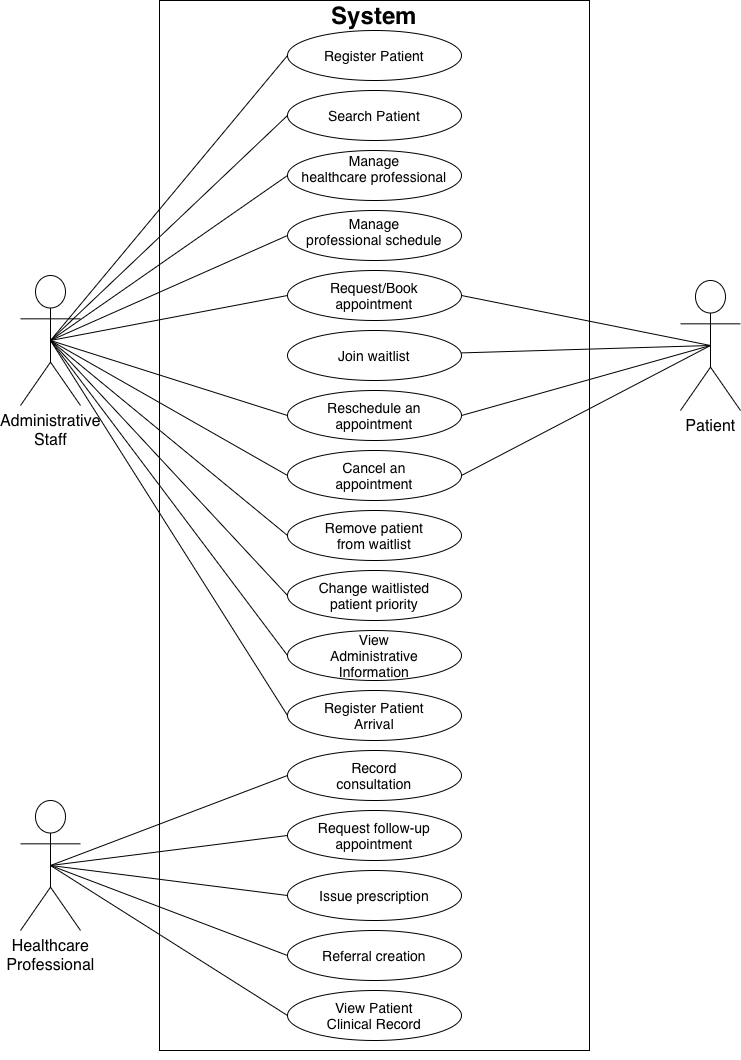 System
Register Patient
Search Patient
Manage
healthcare professional
Manage
professional schedule
Request/Book
appointment
Join waitlist
Reschedule an
appointment
Cancel an
appointment
Administrative
Staff
Patient
Remove patient
from waitlist
Change waitlisted
patient priority
View
Administrative
Information
Register Patient
Arrival
Record
consultation
Request follow-up
appointment
Issue prescription
Referral creation
View Patient
Clinical Record
Healthcare
Professional